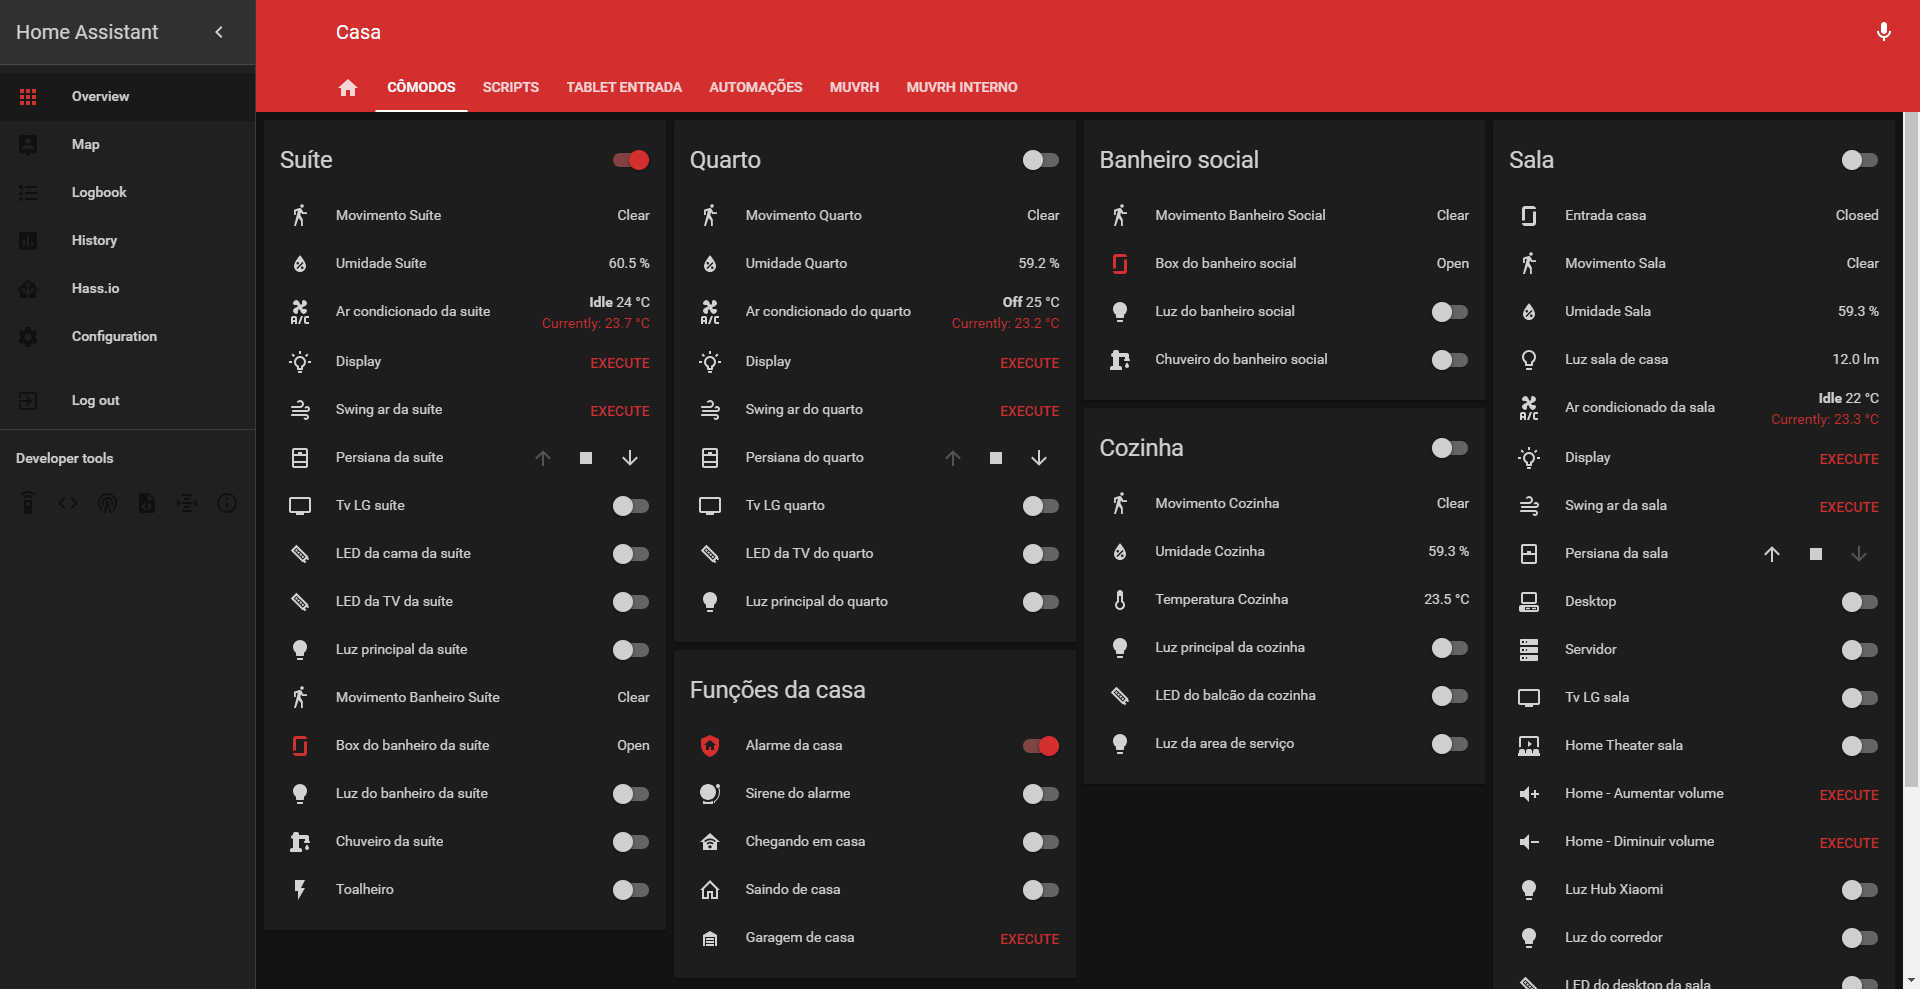 Home Assistant
Casa
CÔMODOS SCRIPTS TABLET ENTRADA AUTOMAÇÕES MUVRH MUVRH INTERNO
Overview
Map
Logbook
History
Hass.io
Configuration
Log out
Developer tools
Suíte
Movimento Suíte Clear
Umidade Suíte 60.5 %
Ar condicionado da suite Idle 24 °C
Currently: 23.7 °C
Display EXECUTE
Swing ar da suíte EXECUTE
Persiana da suíte
Tv LG suíte
LED da cama da suíte
LED da TV da suíte
Luz principal da suíte
Movimento Banheiro Suíte Clear
Box do banheiro da suíte Open
Luz do banheiro da suíte
Chuveiro da suíte
Toalheiro
Quarto
Movimento Quarto Clear
Umidade Quarto 59.2 %
Ar condicionado do quarto Off 25 °C
Currently: 23.2 °C
Display EXECUTE
Swing ar do quarto EXECUTE
Persiana do quarto
Tv LG quarto
LED da TV do quarto
Luz principal do quarto
Funções da casa
Alarme da casa
Sirene do alarme
Chegando em casa
Saindo de casa
Garagem de casa EXECUTE
Banheiro social
Movimento Banheiro Social Clear
Box do banheiro social Open
Luz do banheiro social
Chuveiro do banheiro social
Cozinha
Movimento Cozinha Clear
Umidade Cozinha 59.3 %
Temperatura Cozinha 23.5 °C
Luz principal da cozinha
LED do balcão da cozinha
Luz da area de serviço
Sala
Entrada casa Closed
Movimento Sala Clear
Umidade Sala 59.3 %
Luz sala de casa 12.0 lm
Ar condicionado da sala Idle 22 °C
Currently: 23.3 °C
Display EXECUTE
Swing ar da sala EXECUTE
Persiana da sala
Desktop
Servidor
Tv LG sala
Home Theater sala
Home - Aumentar volume EXECUTE
Home - Diminuir volume EXECUTE
Luz Hub Xiaomi
Luz do corredor
LED do desktop da sala